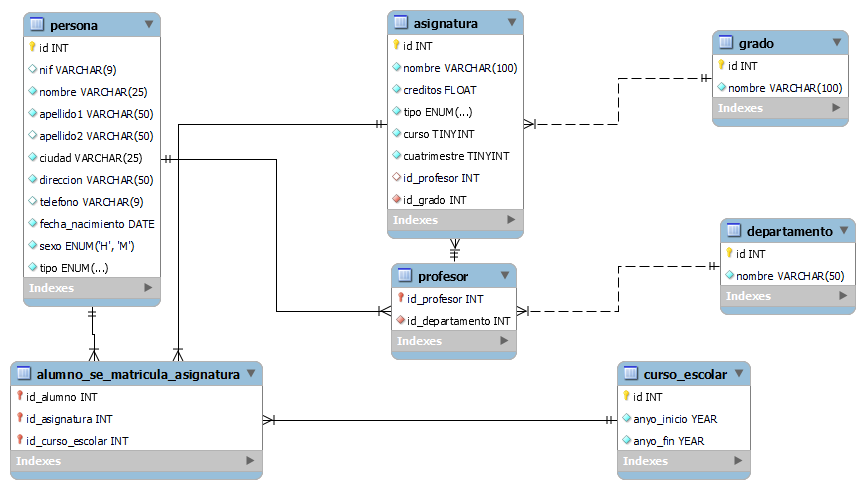 persona
id INT
nif VARCHAR(9)
nombre VARCHAR(25)
apellido1 VARCHAR(50)
apellido2 VARCHAR(50)
ciudad VARCHAR(25)
direccion VARCHAR(50)
telefono VARCHAR(9)
fecha_nacimiento DATE
sexo ENUM('H', 'M')
tipo ENUM(...)
Indexes
asignatura
id INT
nombre VARCHAR(100)
creditos FLOAT
tipo ENUM(...)
curso TINYINT
cuatrimestre TINYINT
id_profesor INT
id_grado INT
Indexes
grado
id INT
nombre VARCHAR(100)
Indexes
departamento
id INT
nombre VARCHAR(50)
Indexes
profesor
id_profesor INT
id_departamento INT
Indexes
alumno_se_matricula_asignatura
id_alumno INT
id_asignatura INT
id_curso_escolar INT
Indexes
curso_escolar
id INT
anyo_inicio YEAR
anyo_fin YEAR
Indexes